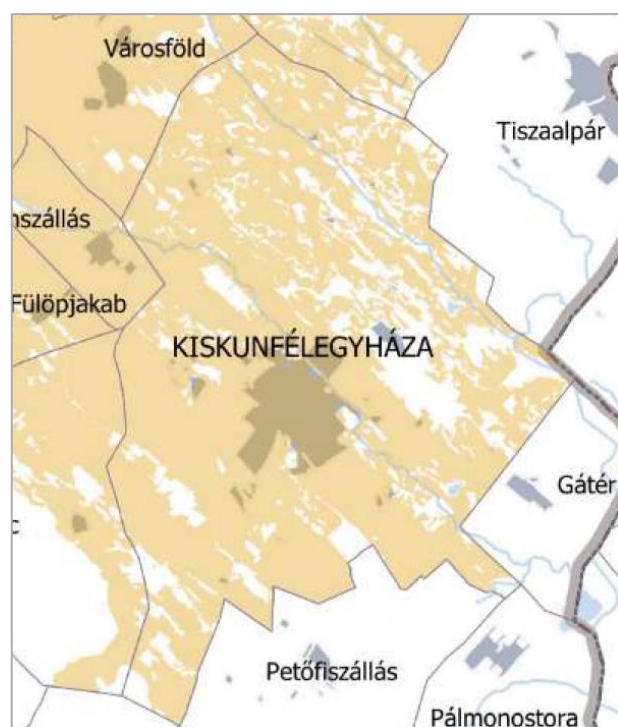 Városföld
Tiszaalpár
nszállás
Fülöpjakab
KISKUNFÉLEGYHÁZA
Gátér
c
Petőfiszállás
Pálmonostora